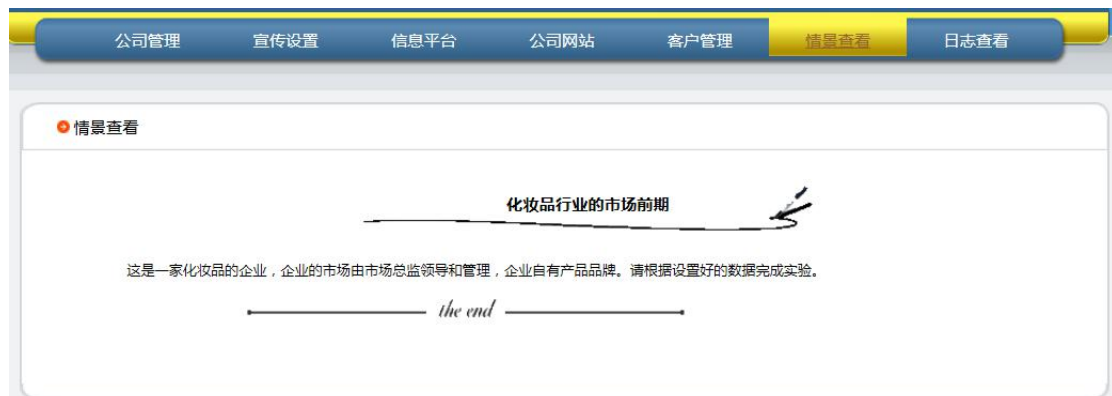 公司管理 宣传设置 信息平台 公司网站 客户管理 情景查看 日志查看
情景查看
化妆品行业的市场前期
这是一家化妆品的企业，企业的市场由市场总监领导和管理，企业自有产品品牌。请根据设置好的数据完成实验。
the end